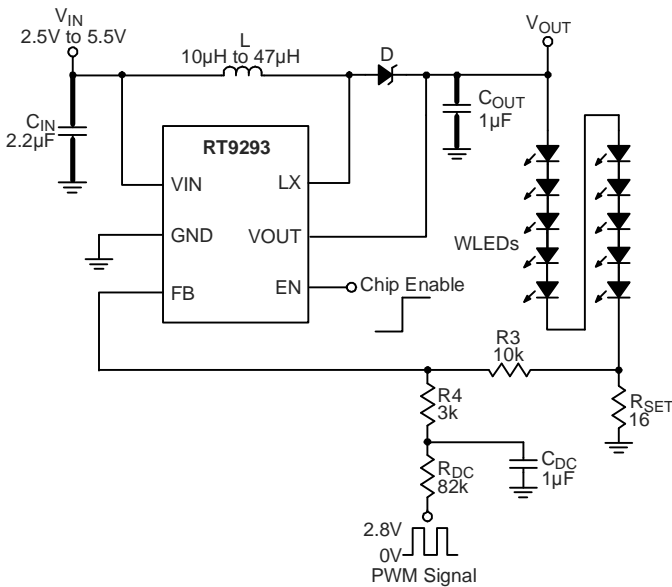 VIN
2.5V to 5.5V
L
10µH to 47µH
D
VOUT
CIN
2.2µF
COUT
1µF
RT9293
VIN
LX
GND
VOUT
WLEDs
FB
EN
Chip Enable
R3
10k
R4
3k
RSET
16
RDC
82k
CDC
1µF
2.8V
0V
PWM Signal